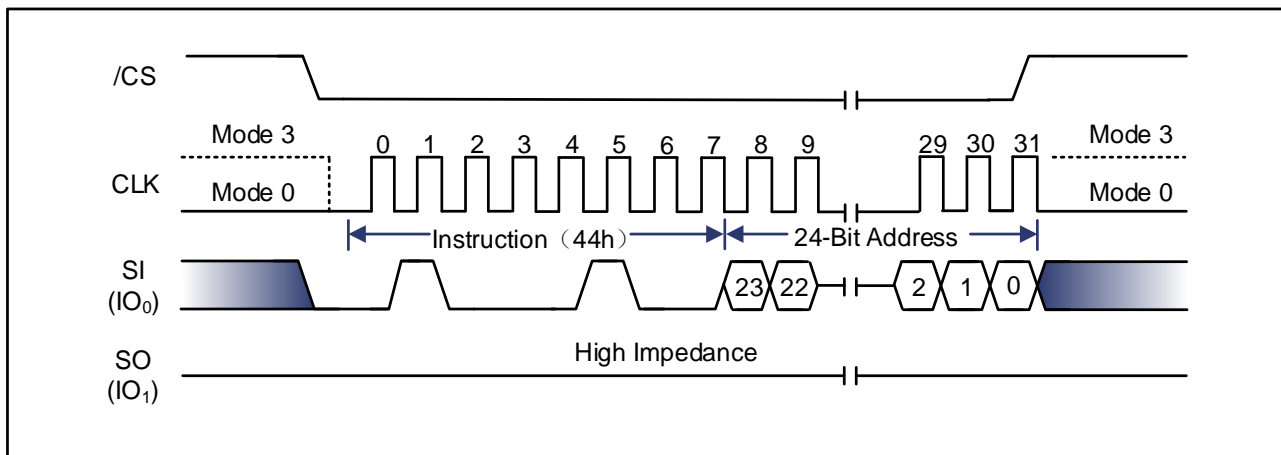 /CS
Mode 3 0 1 2 3 4 5 6 7 8 9 29 30 31 Mode 3
CLK
Mode 0 Mode 0
Instruction（44h） 24-Bit Address
SI
(IO₀)
23 22 2 1 0
High Impedance
SO
(IO₁)